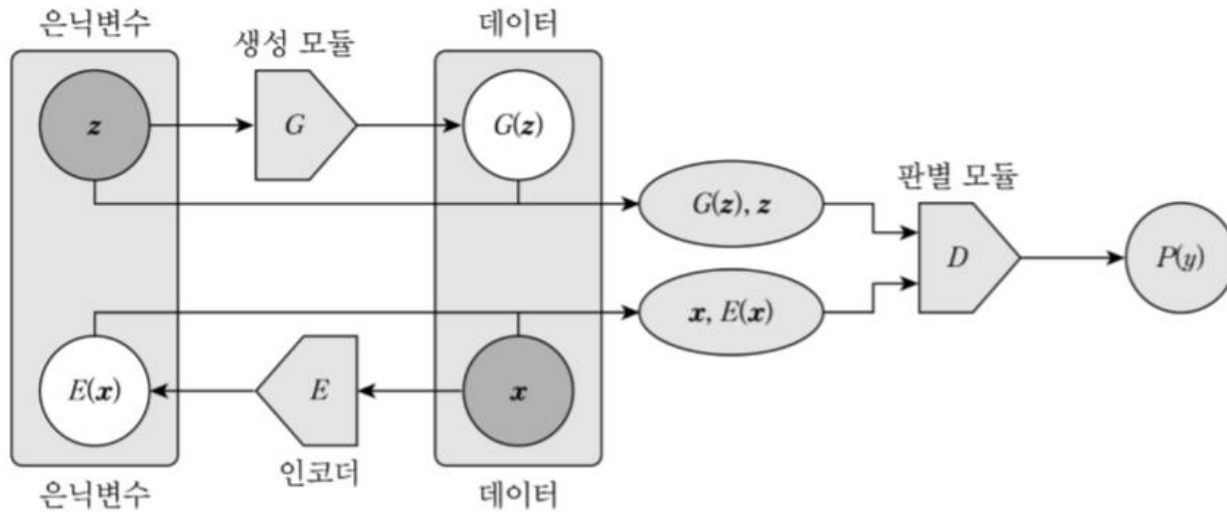 은닉변수
생성 모듈
데이터
z
G
G(z)
G(z), z
판별 모듈
D
P(y)
x, E(x)
E(x)
E
x
인코더
은닉변수
데이터